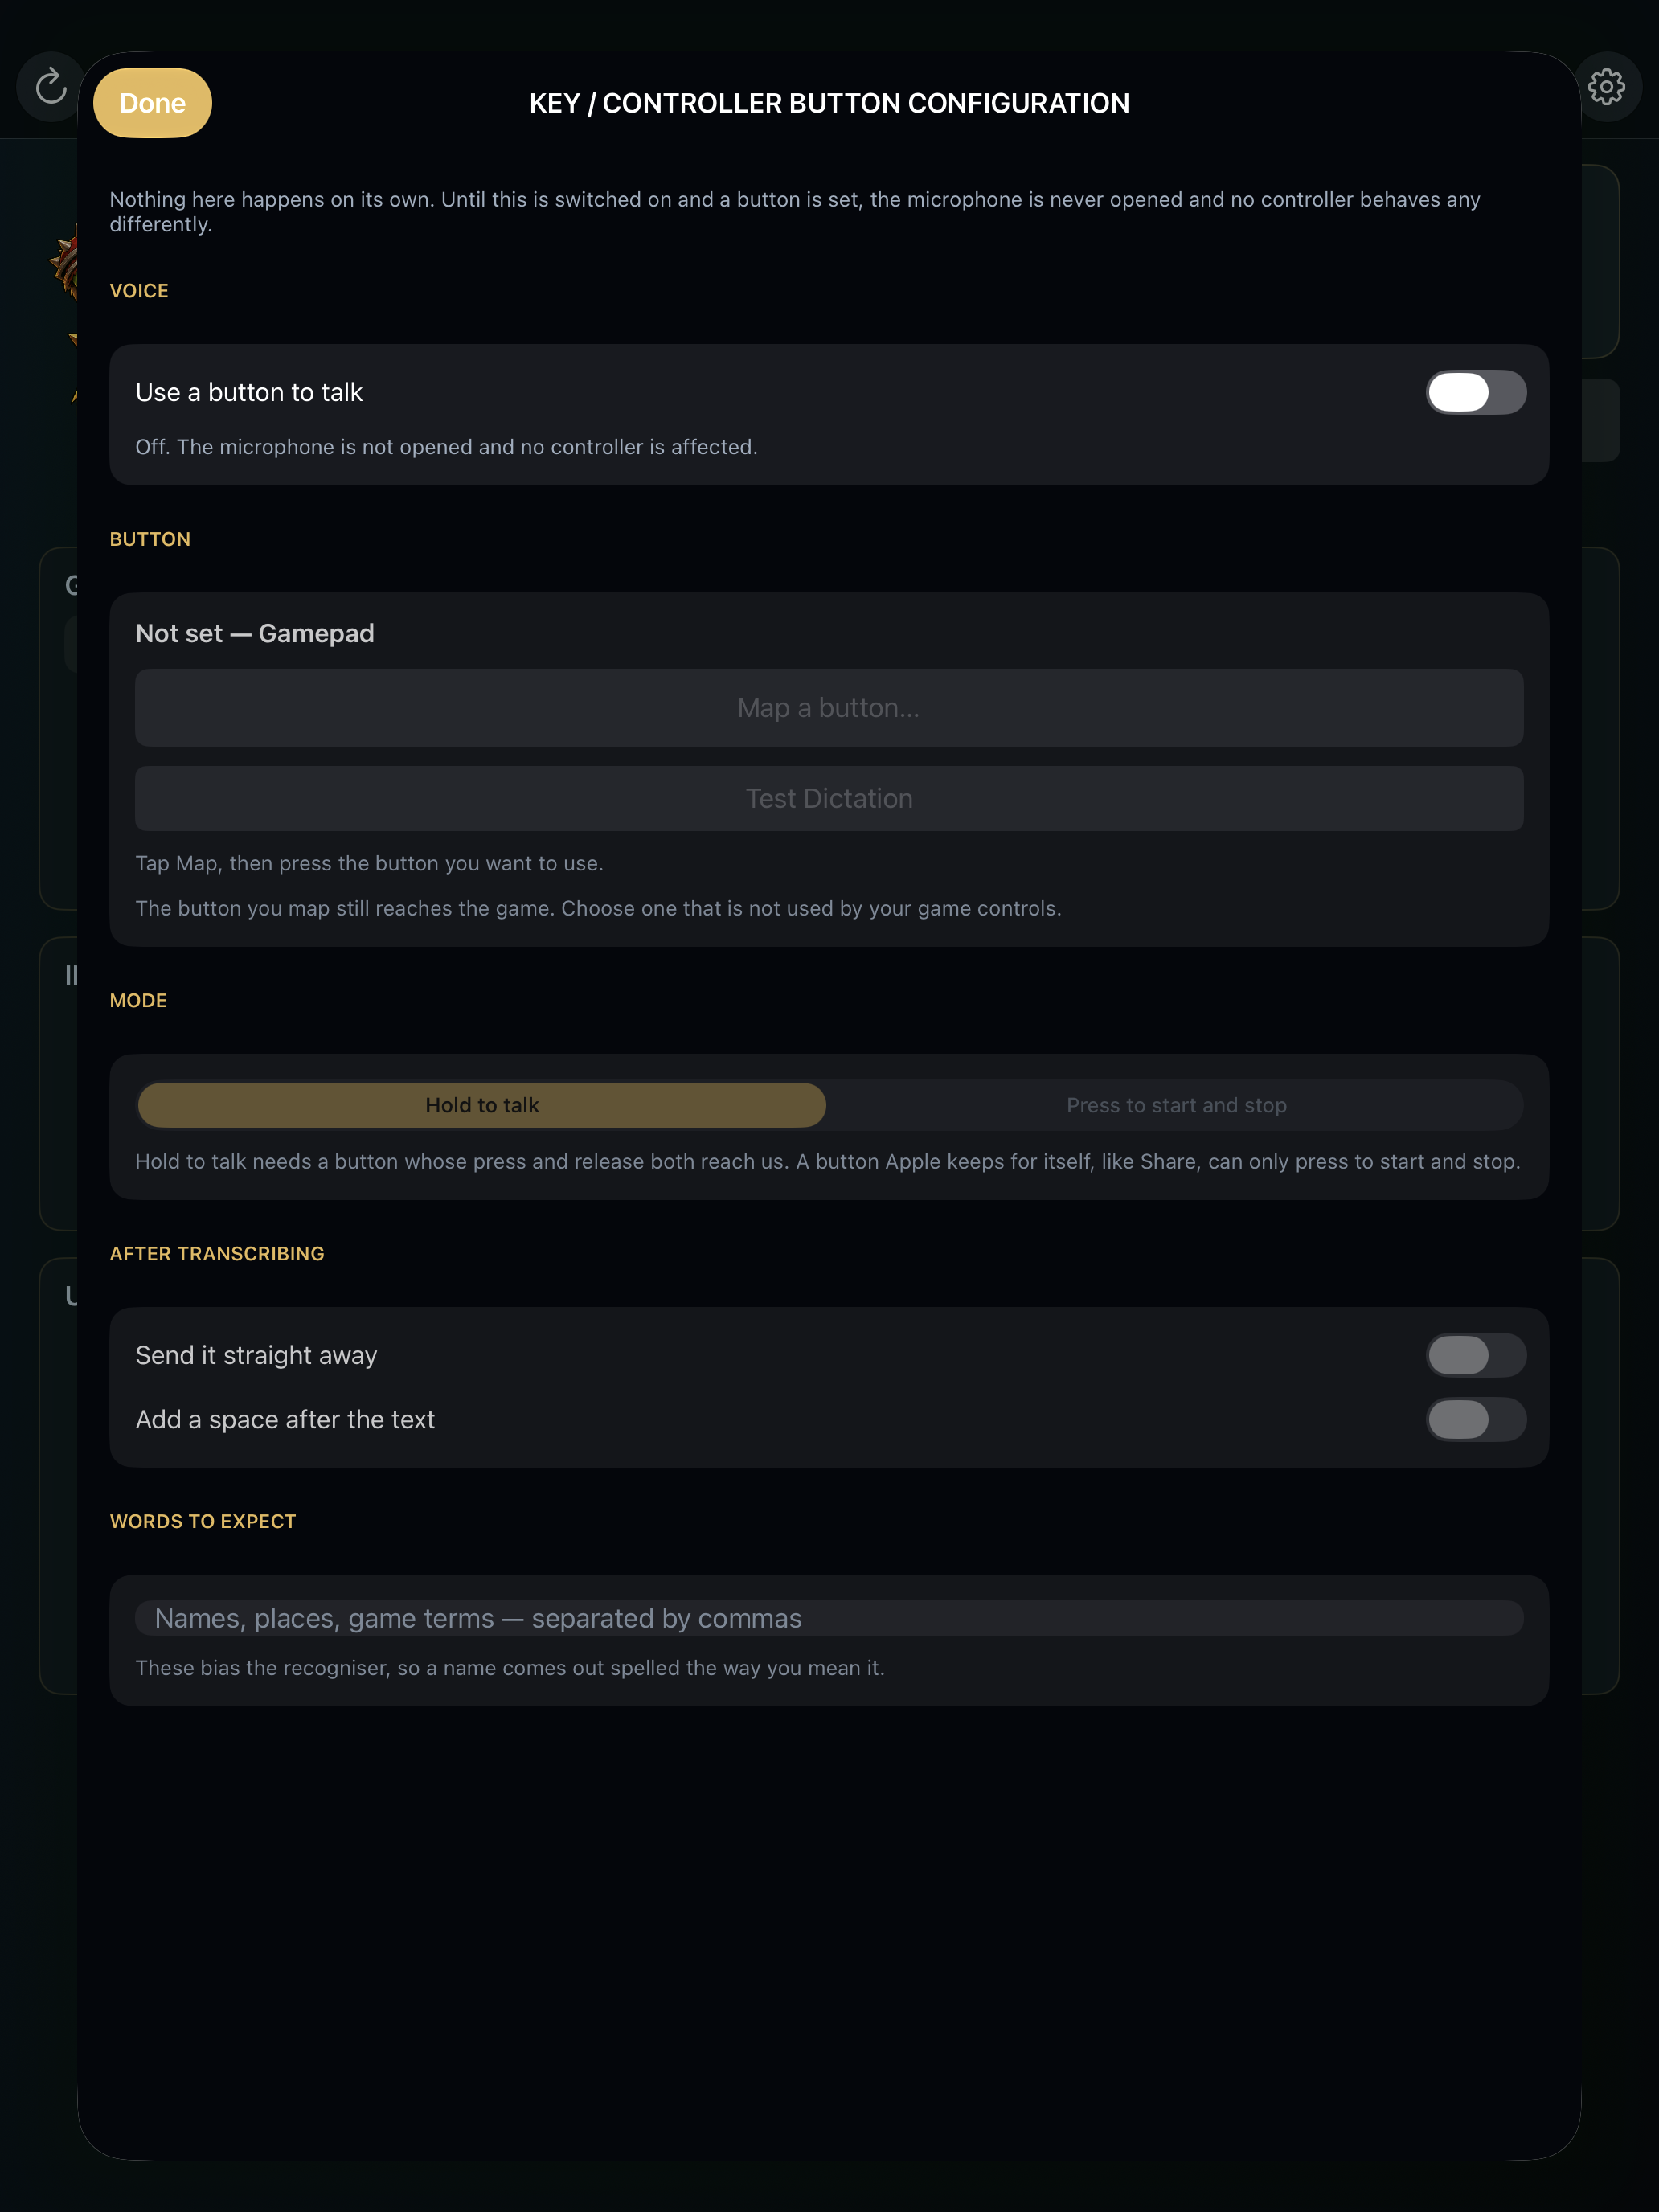 Done
KEY / CONTROLLER BUTTON CONFIGURATION
Nothing here happens on its own. Until this is switched on and a button is set, the microphone is never opened and no controller behaves any
differently.
VOICE
Use a button to talk
Off. The microphone is not opened and no controller is affected.
BUTTON
Not set — Gamepad
Map a button...
Test Dictation
Tap Map, then press the button you want to use.
The button you map still reaches the game. Choose one that is not used by your game controls.
MODE
Hold to talk
Press to start and stop
Hold to talk needs a button whose press and release both reach us. A button Apple keeps for itself, like Share, can only press to start and stop.
AFTER TRANSCRIBING
Send it straight away
Add a space after the text
WORDS TO EXPECT
Names, places, game terms — separated by commas
These bias the recogniser, so a name comes out spelled the way you mean it.